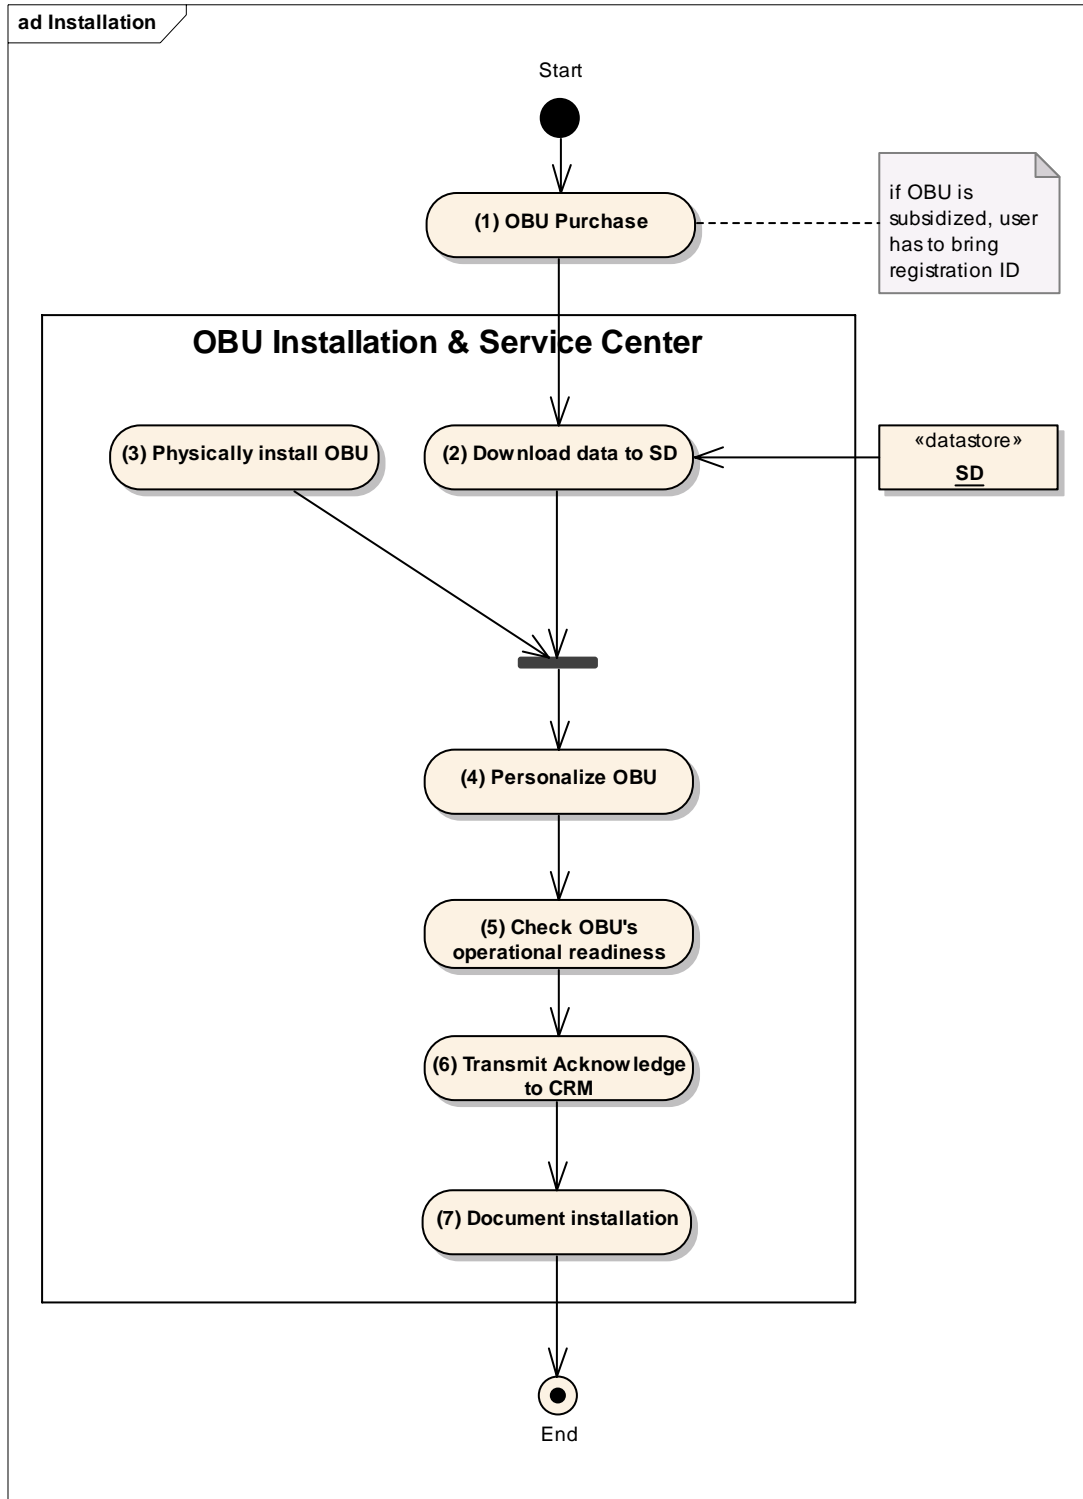 ad Installation
Start
(1) OBU Purchase
if OBU is
subsidized, user
has to bring
registration ID
OBU Installation & Service Center
(3) Physically install OBU
(2) Download data to SD
«datastore»
SD
(4) Personalize OBU
(5) Check OBU's
operational readiness
(6) Transmit Acknowledge
to CRM
(7) Document installation
End